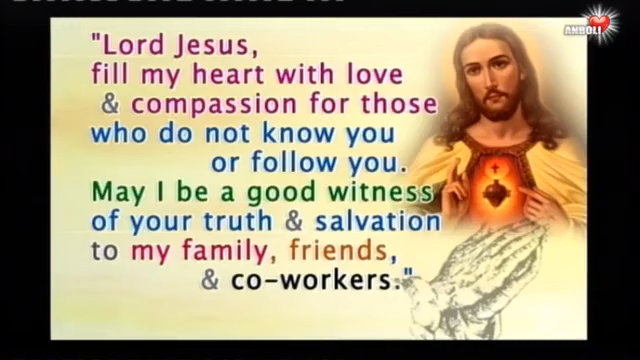 "Lord Jesus,
fill my heart with love
& compassion for those
who do not know you
or follow you.
May I be a good witness
of your truth & salvation
to my family, friends,
& co-workers."
ANBOLI